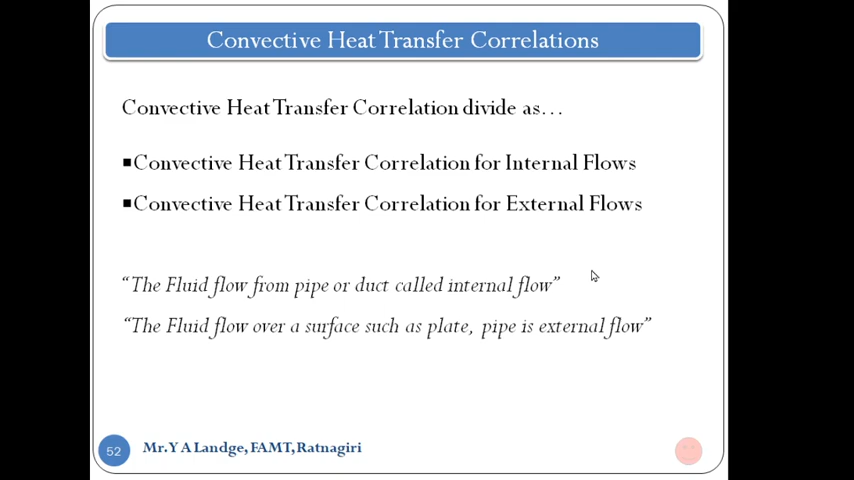 Convective Heat Transfer Correlations
Convective Heat Transfer Correlation divide as...
▪Convective Heat Transfer Correlation for Internal Flows
▪Convective Heat Transfer Correlation for External Flows
“The Fluid flow from pipe or duct called internal flow”
“The Fluid flow over a surface such as plate, pipe is external flow”
52
Mr.Y A Landge, FAMT, Ratnagiri